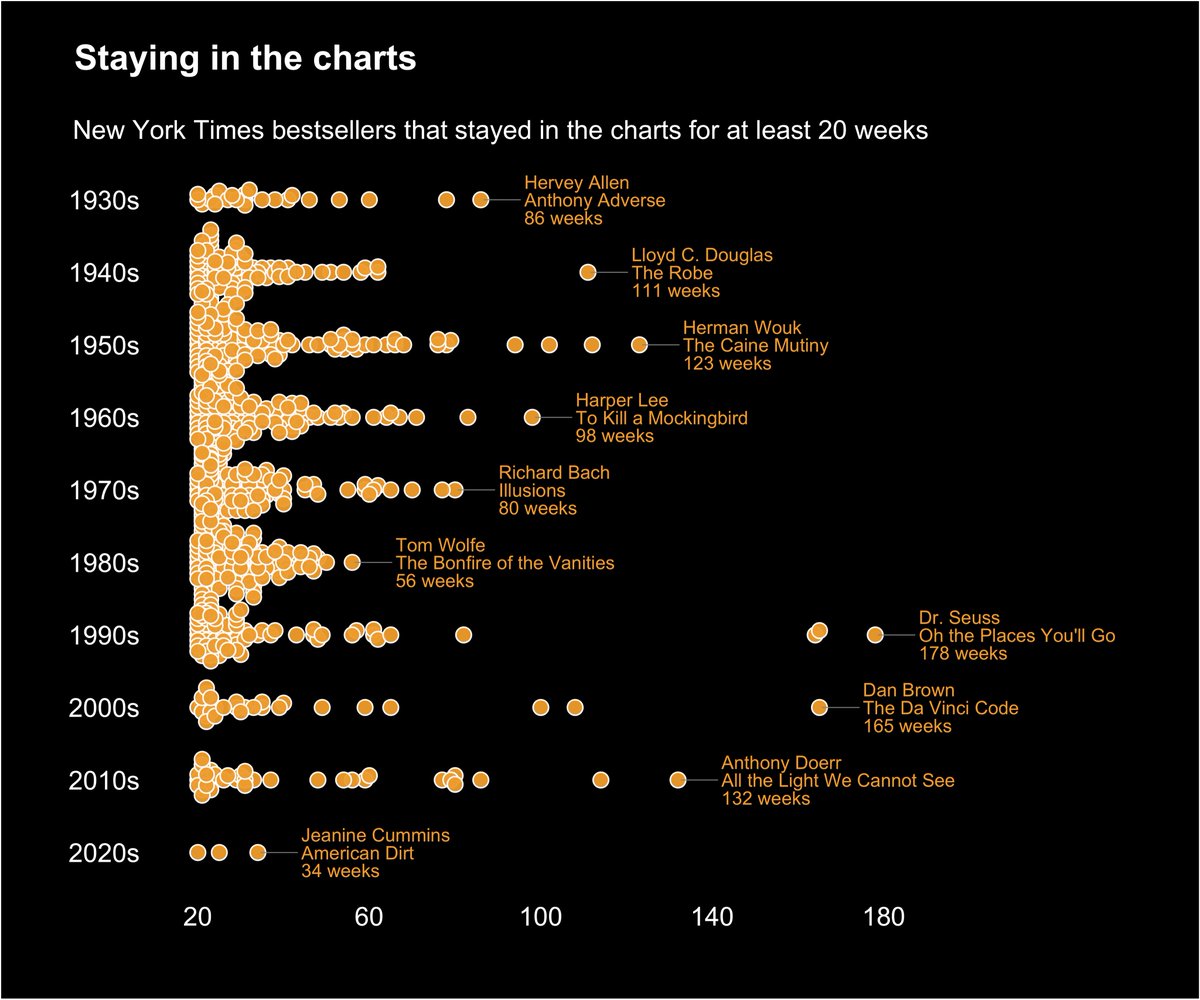 Staying in the charts
New York Times bestsellers that stayed in the charts for at least 20 weeks
1930s
Hervey Allen
Anthony Adverse
86 weeks
1940s
Lloyd C. Douglas
The Robe
111 weeks
1950s
Herman Wouk
The Caine Mutiny
123 weeks
1960s
Harper Lee
To Kill a Mockingbird
98 weeks
1970s
Richard Bach
Illusions
80 weeks
1980s
Tom Wolfe
The Bonfire of the Vanities
56 weeks
1990s
Dr. Seuss
Oh the Places You'll Go
178 weeks
2000s
Dan Brown
The Da Vinci Code
165 weeks
2010s
Anthony Doerr
All the Light We Cannot See
132 weeks
2020s
Jeanine Cummins
American Dirt
34 weeks
20 60 100 140 180